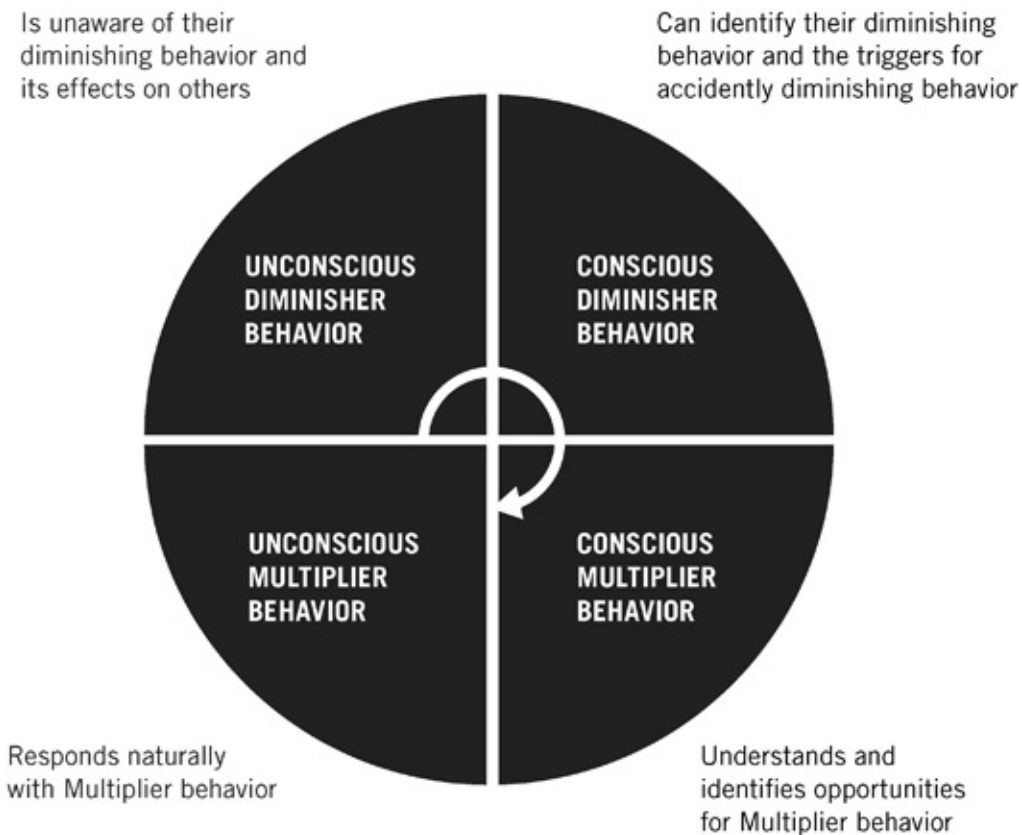 Is unaware of their
diminishing behavior and
its effects on others
Can identify their diminishing
behavior and the triggers for
accidently diminishing behavior
UNCONSCIOUS
DIMINISHER
BEHAVIOR
CONSCIOUS
DIMINISHER
BEHAVIOR
UNCONSCIOUS
MULTIPLIER
BEHAVIOR
CONSCIOUS
MULTIPLIER
BEHAVIOR
Responds naturally
with Multiplier behavior
Understands and
identifies opportunities
for Multiplier behavior